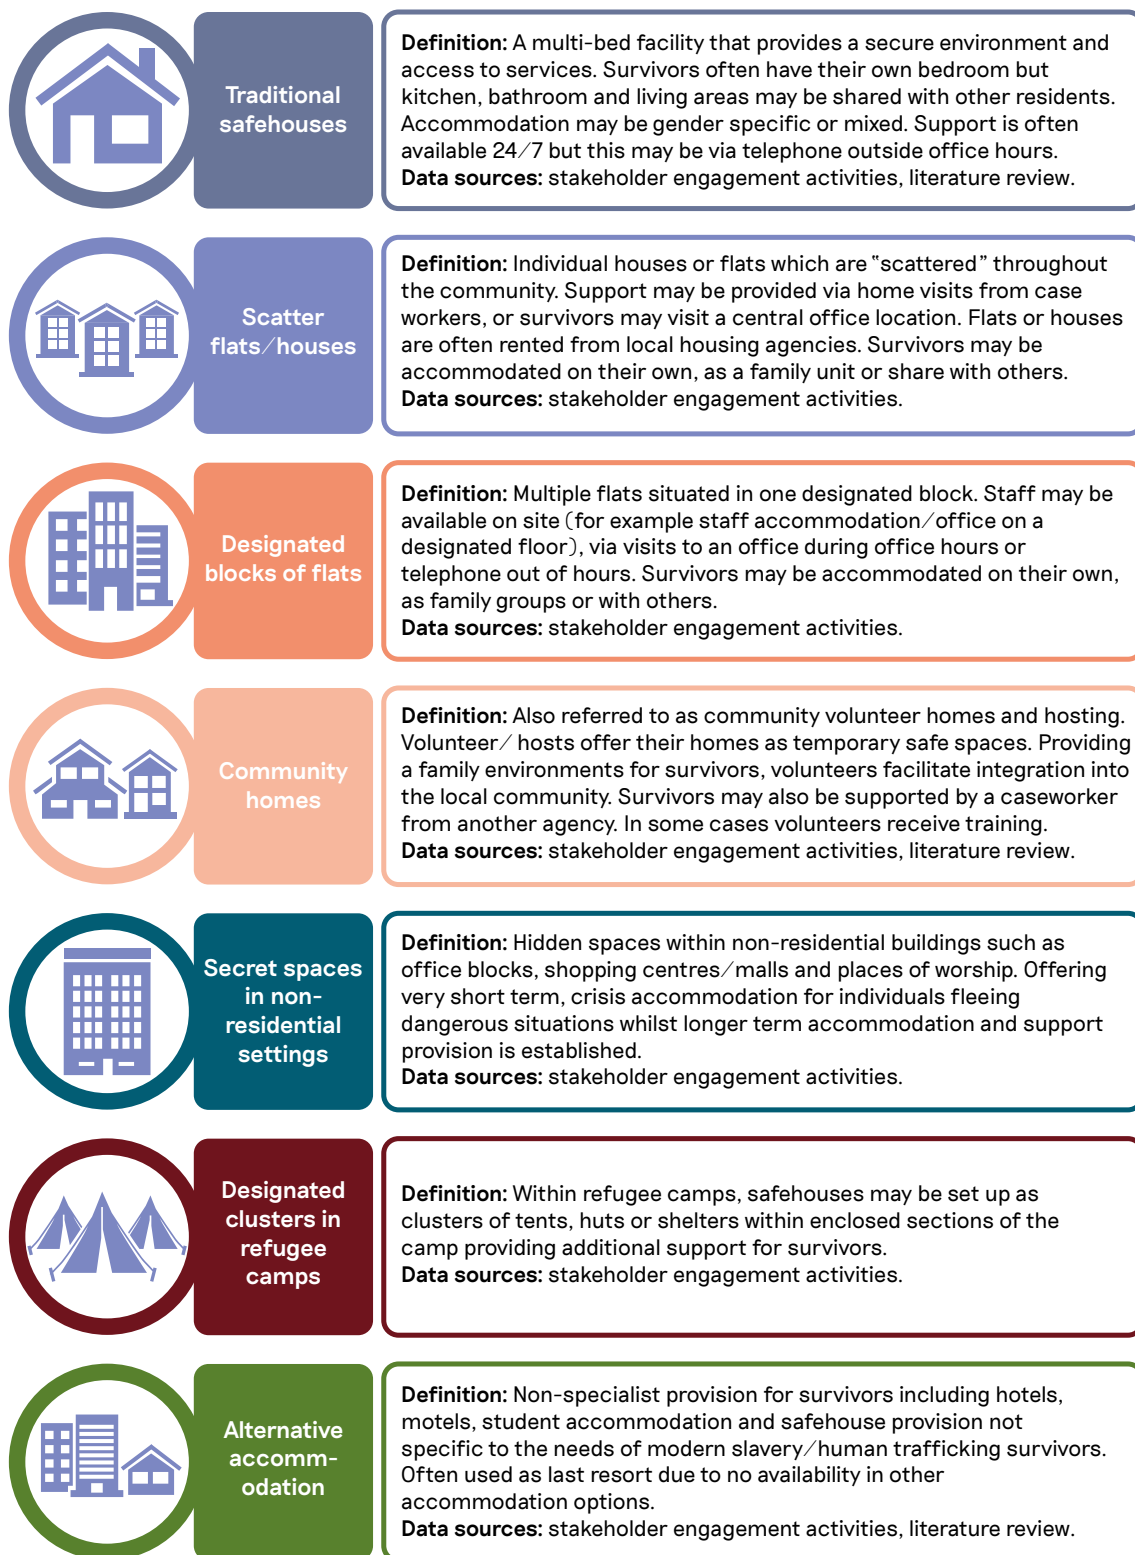 Traditional
safehouses
Definition: A multi-bed facility that provides a secure environment and
access to services. Survivors often have their own bedroom but
kitchen, bathroom and living areas may be shared with other residents.
Accommodation may be gender specific or mixed. Support is often
available 24/7 but this may be via telephone outside office hours.
Data sources: stakeholder engagement activities, literature review.
Scatter
flats/houses
Definition: Individual houses or flats which are “scattered” throughout
the community. Support may be provided via home visits from case
workers, or survivors may visit a central office location. Flats or houses
are often rented from local housing agencies. Survivors may be
accommodated on their own, as a family unit or share with others.
Data sources: stakeholder engagement activities.
Designated
blocks of flats
Definition: Multiple flats situated in one designated block. Staff may be
available on site (for example staff accommodation/office on a
designated floor), via visits to an office during office hours or
telephone out of hours. Survivors may be accommodated on their own,
as family groups or with others.
Data sources: stakeholder engagement activities.
Community
homes
Definition: Also referred to as community volunteer homes and hosting.
Volunteer/ hosts offer their homes as temporary safe spaces. Providing
a family environments for survivors, volunteers facilitate integration into
the local community. Survivors may also be supported by a caseworker
from another agency. In some cases volunteers receive training.
Data sources: stakeholder engagement activities, literature review.
Secret spaces
in non-
residential
settings
Definition: Hidden spaces within non-residential buildings such as
office blocks, shopping centres/malls and places of worship. Offering
very short term, crisis accommodation for individuals fleeing
dangerous situations whilst longer term accommodation and support
provision is established.
Data sources: stakeholder engagement activities.
Designated
clusters in
refugee
camps
Definition: Within refugee camps, safehouses may be set up as
clusters of tents, huts or shelters within enclosed sections of the
camp providing additional support for survivors.
Data sources: stakeholder engagement activities.
Alternative
accomm-
odation
Definition: Non-specialist provision for survivors including hotels,
motels, student accommodation and safehouse provision not
specific to the needs of modern slavery/human trafficking survivors.
Often used as last resort due to no availability in other
accommodation options.
Data sources: stakeholder engagement activities, literature review.